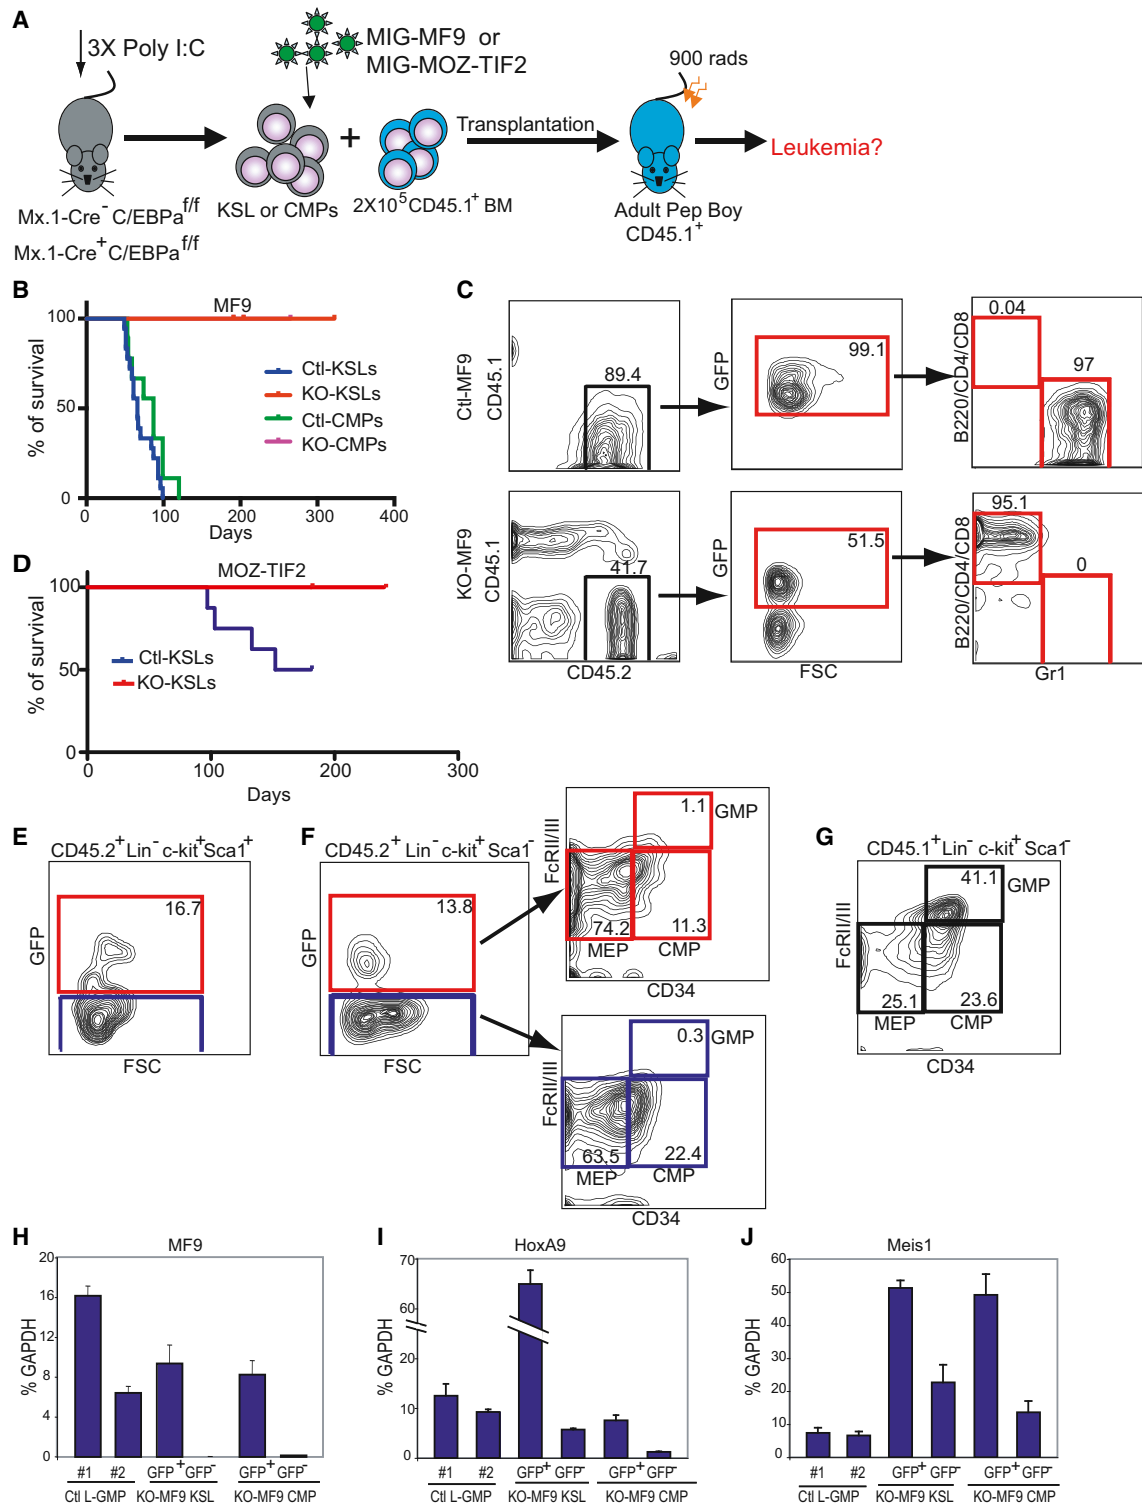 A
3X Poly I:C
MIG-MF9 or
MIG-MOZ-TIF2
900 rads
+
Transplantation
Leukemia?
Mx.1-Cre⁻ C/EBPa^f/f
Mx.1-Cre⁺ C/EBPa^f/f
KSL or CMPs
2X10⁵CD45.1⁺ BM
Adult Pep Boy
CD45.1⁺
B
MF9
% of survival
100
50
0
0 100 200 300 400
Days
Ctl-KSLs
KO-KSLs
Ctl-CMPs
KO-CMPs
C
Ctl-MF9
CD45.1
89.4
GFP
99.1
B220/CD4/CD8
0.04
97
KO-MF9
CD45.1
41.7
CD45.2
GFP
51.5
FSC
B220/CD4/CD8
95.1
0
Gr1
D
MOZ-TIF2
% of survival
100
50
0
0 100 200 300
Days
Ctl-KSLs
KO-KSLs
E
CD45.2⁺ Lin⁻ c-kit⁺ Sca1⁺
GFP
16.7
FSC
F
CD45.2⁺ Lin⁻ c-kit⁺ Sca1⁻
GFP
13.8
FSC
FcRII/III
1.1
GMP
74.2
11.3
MEP
CMP
CD34
FcRII/III
0.3
GMP
63.5
22.4
MEP
CMP
CD34
G
CD45.1⁺ Lin⁻ c-kit⁺ Sca1⁻
FcRII/III
41.1
GMP
25.1
23.6
MEP
CMP
CD34
H
MF9
% GAPDH
20
16
12
8
4
0
#1 #2 GFP⁺ GFP⁻ GFP⁺ GFP⁻
Ctl L-GMP KO-MF9 KSL KO-MF9 CMP
I
HoxA9
% GAPDH
70
60
20
10
0
#1 #2 GFP⁺ GFP⁻ GFP⁺ GFP⁻
Ctl L-GMP KO-MF9 KSL KO-MF9 CMP
J
Meis1
% GAPDH
60
50
40
30
20
10
0
#1 #2 GFP⁺ GFP⁻ GFP⁺ GFP⁻
Ctl L-GMP KO-MF9 KSL KO-MF9 CMP